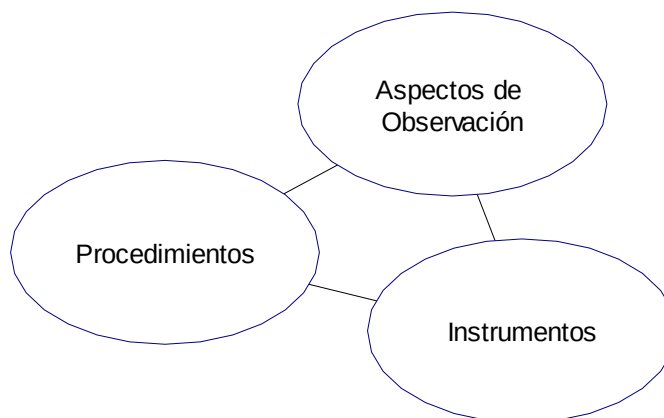 Aspectos de
Observación
Procedimientos
Instrumentos